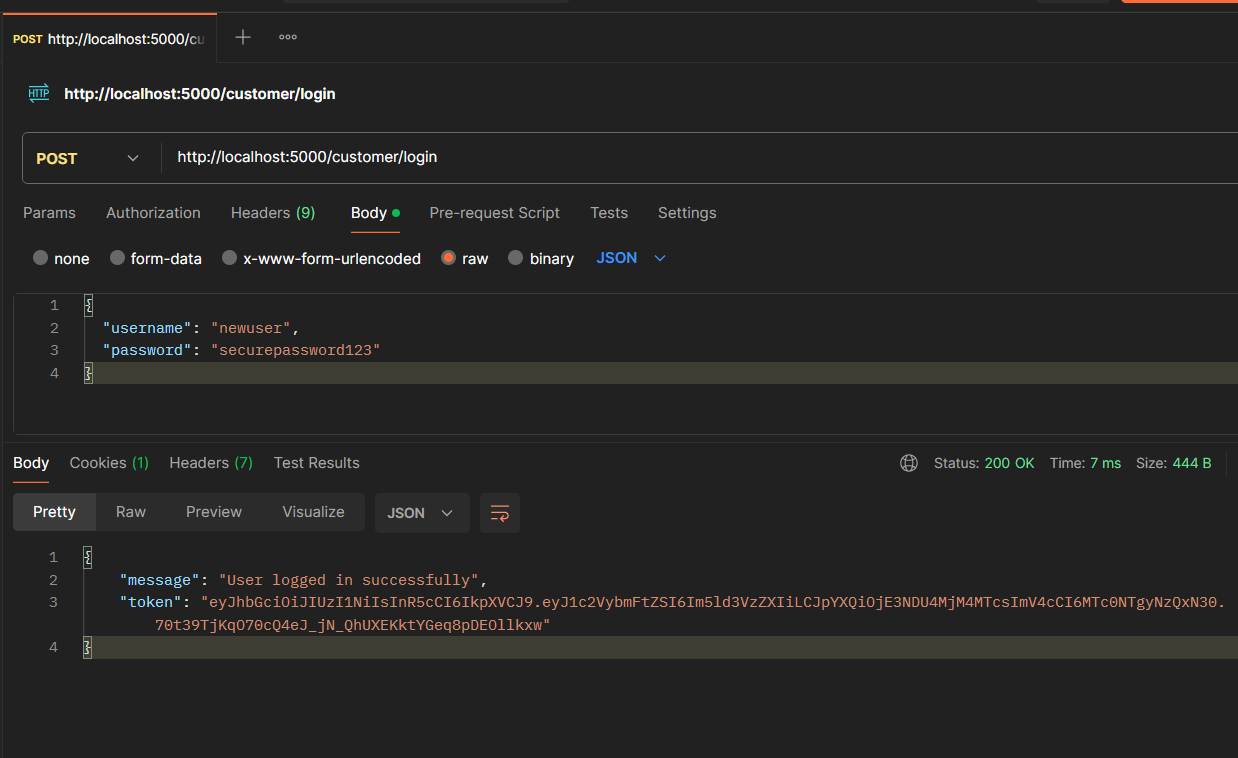 POST http://localhost:5000/cu
HTTP http://localhost:5000/customer/login
POST http://localhost:5000/customer/login
Params Authorization Headers (9) Body Pre-request Script Tests Settings
none form-data x-www-form-urlencoded raw binary JSON
1 {
2 "username": "newuser",
3 "password": "securepassword123"
4 }
Body Cookies (1) Headers (7) Test Results Status: 200 OK Time: 7 ms Size: 444 B
Pretty Raw Preview Visualize JSON
1 {
2 "message": "User logged in successfully",
3 "token": "eyJhbGciOiJIUzI1NiIsInR5cCI6IkpXVCJ9.eyJ1c2VybmFtZSI6Im5ld3VzZXIiLCJpYXQiOjE3NDU4MjM4MTcsImV4cCI6MTc0NTgyNzQxN30.
70t39TjKqO70cQ4eJ_jN_QhUXEKktYGeq8pDEOllkxw"
4 }